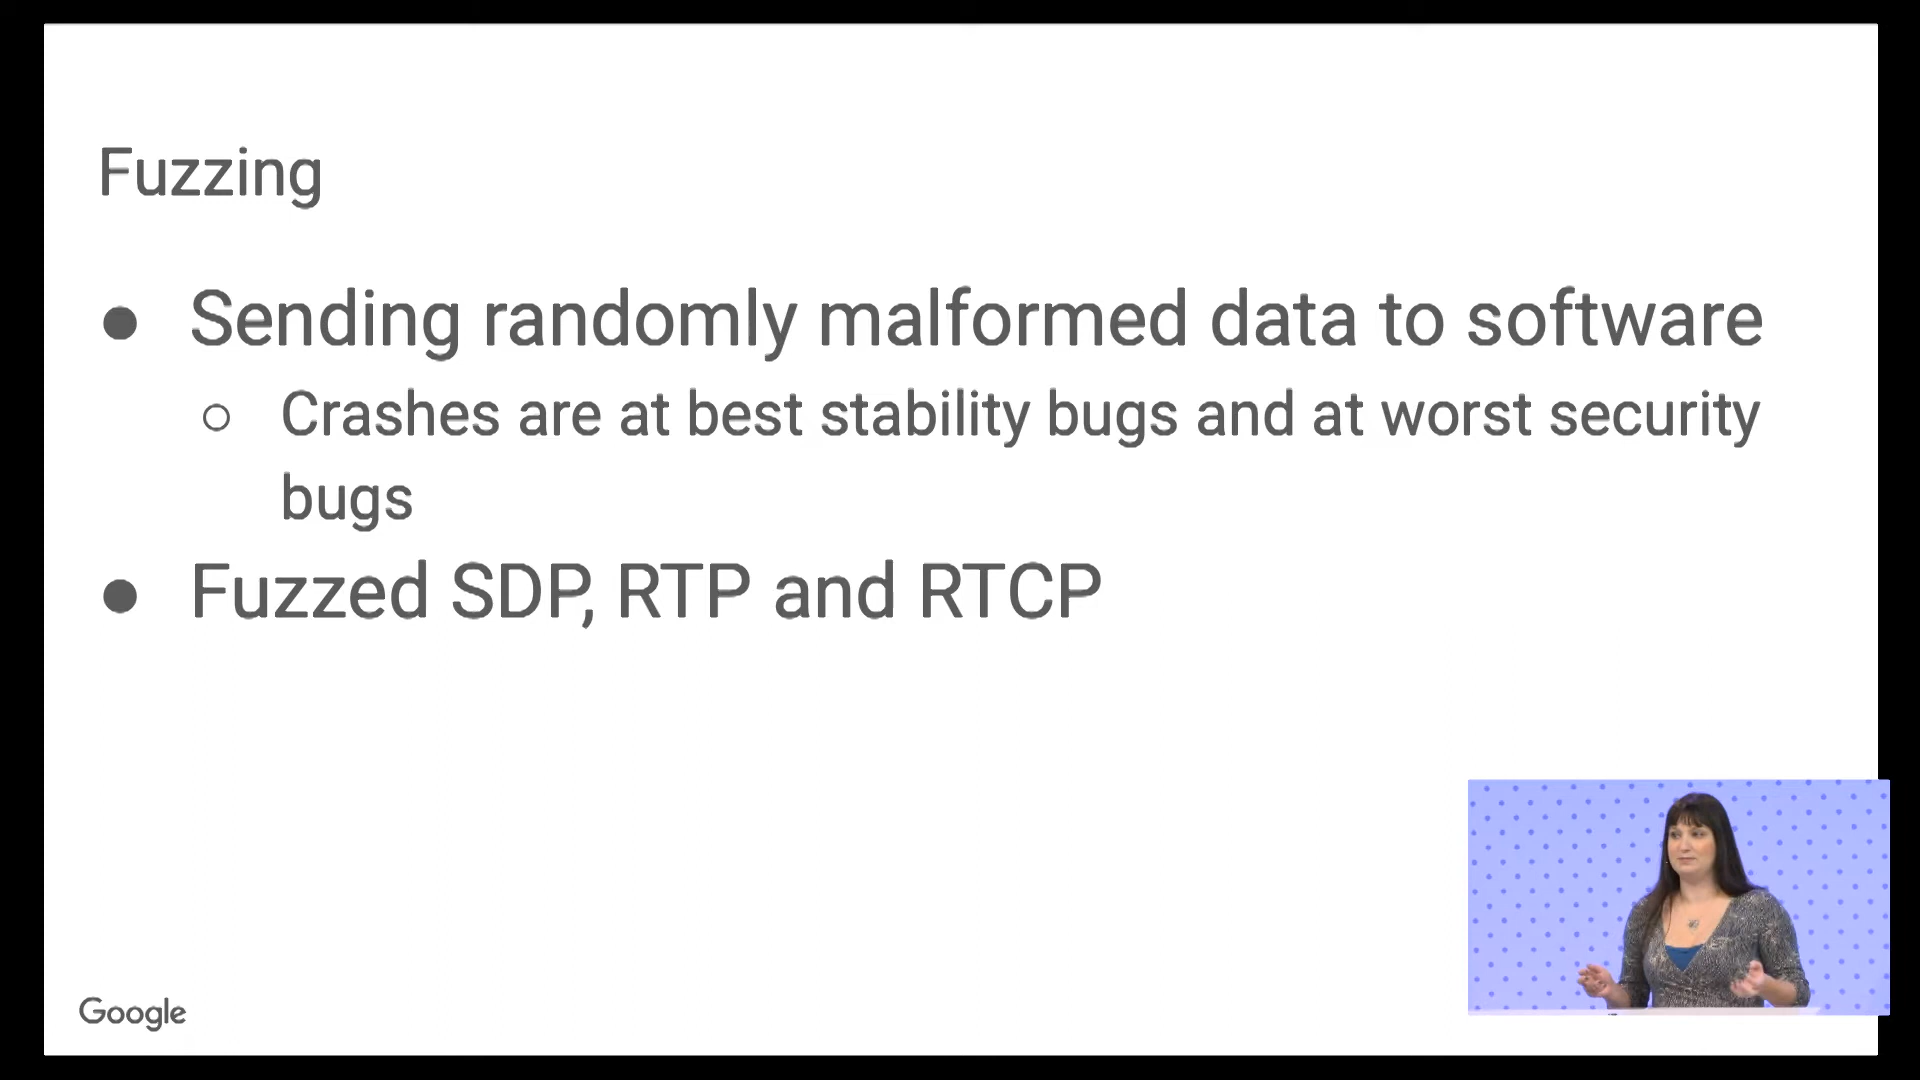 Fuzzing
● Sending randomly malformed data to software
○ Crashes are at best stability bugs and at worst security
bugs
● Fuzzed SDP, RTP and RTCP
Google